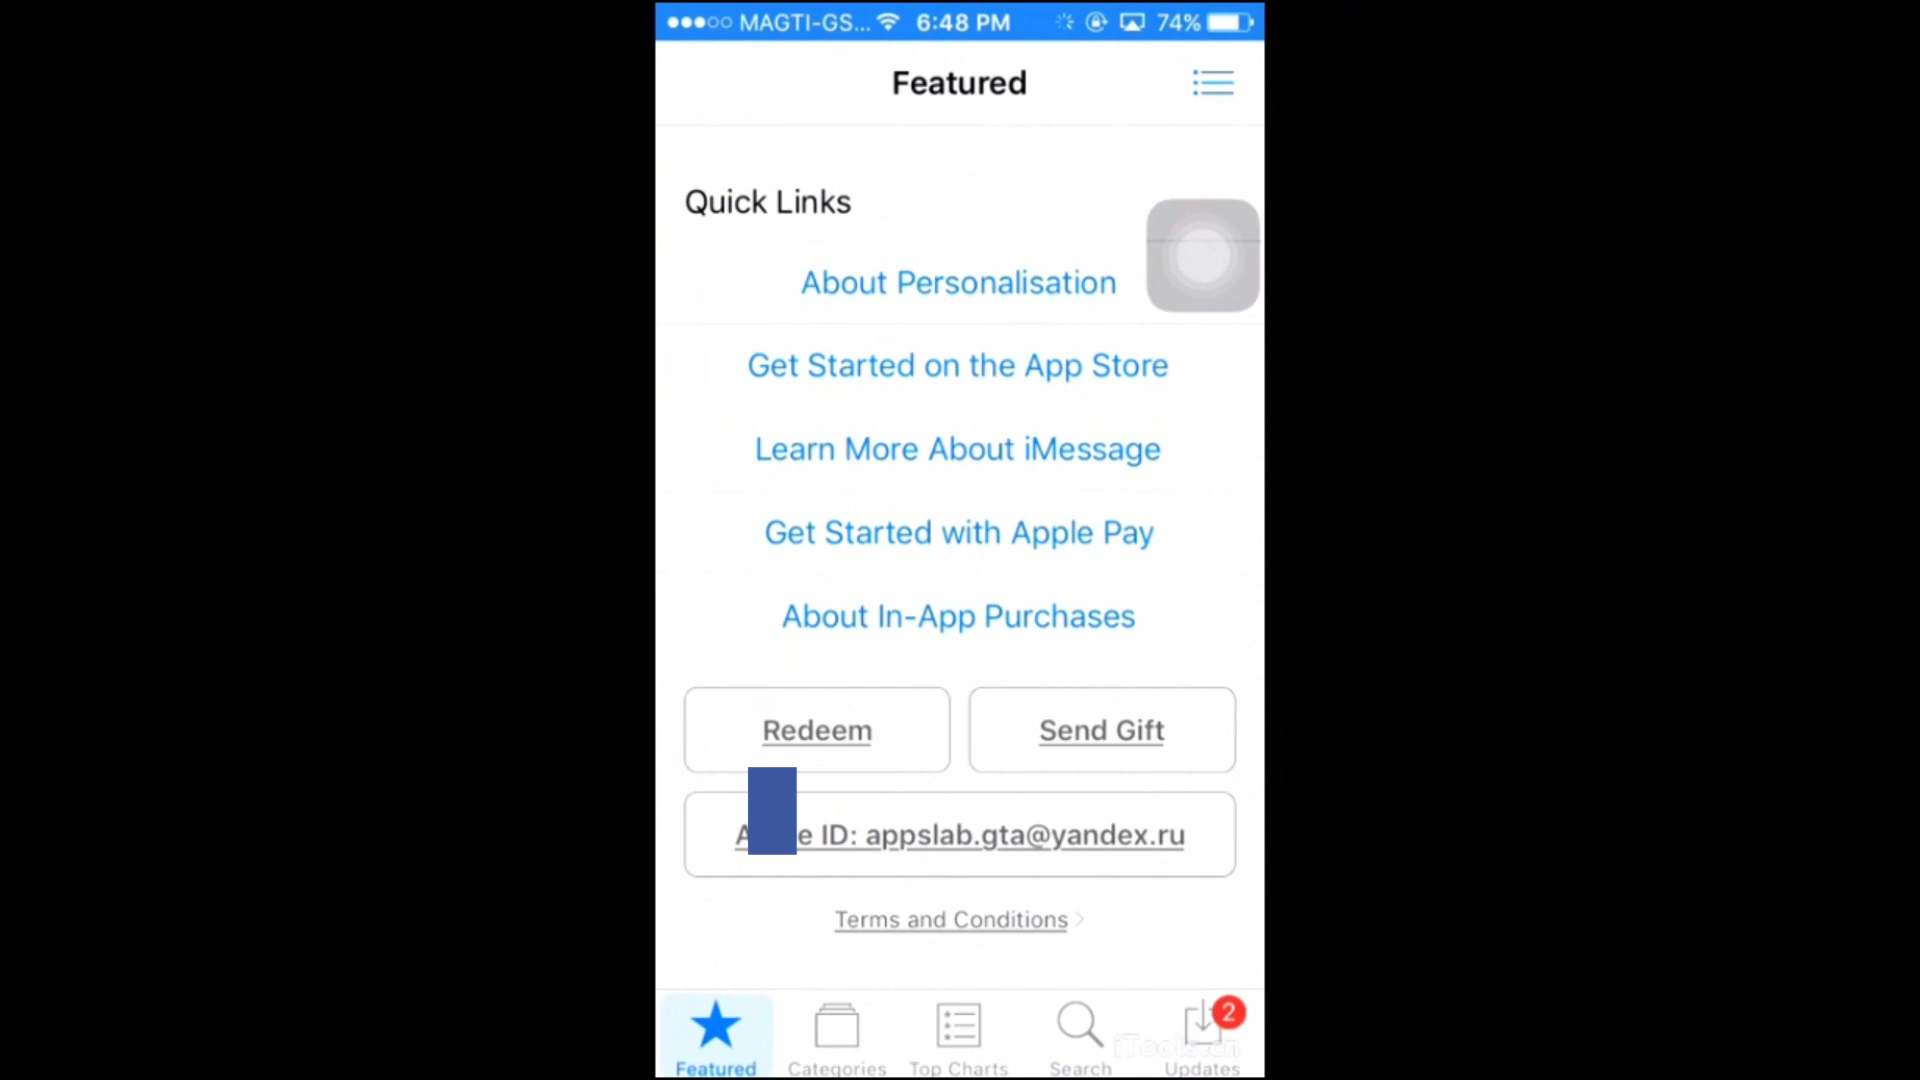 MAGTI-GS... 6:48 PM 74%
Featured
Quick Links
About Personalisation
Get Started on the App Store
Learn More About iMessage
Get Started with Apple Pay
About In-App Purchases
Redeem Send Gift
A e ID: appslab.gta@yandex.ru
Terms and Conditions >
2
iTools.cn
Featured Categories Top Charts Search Updates